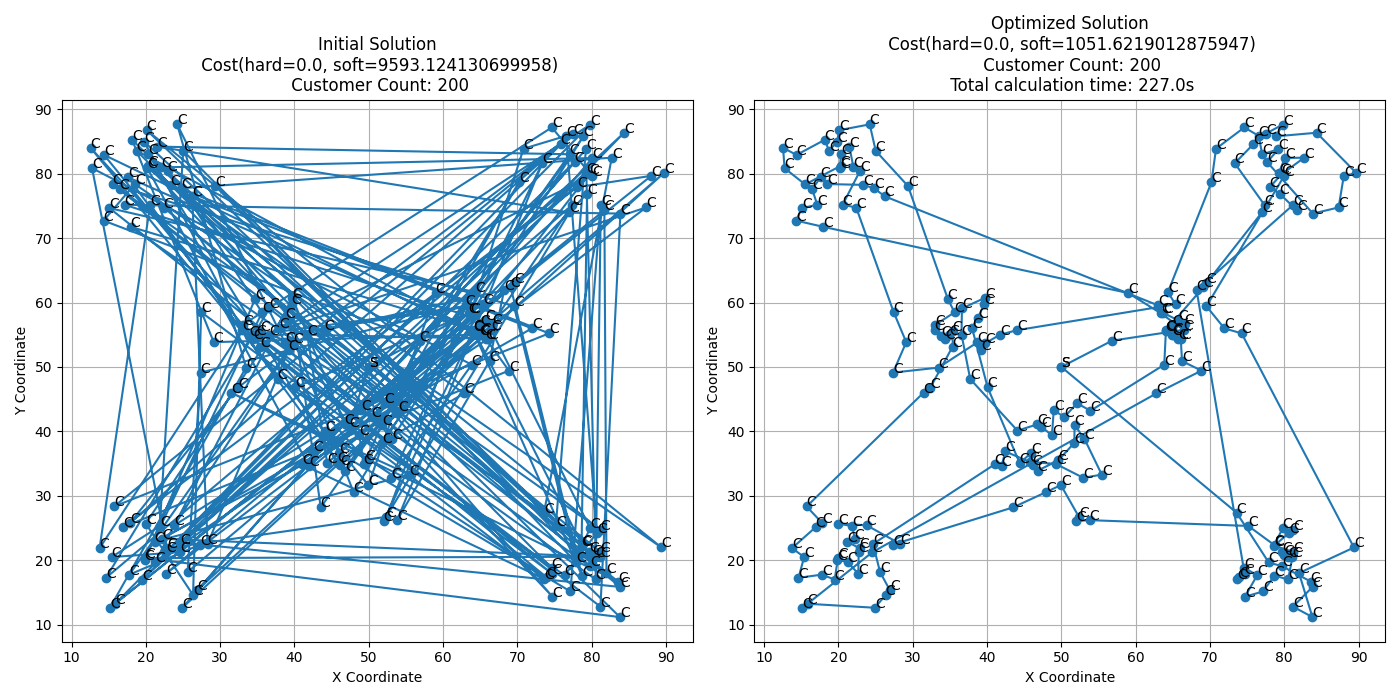 Initial Solution
Cost(hard=0.0, soft=9593.124130699958)
Customer Count: 200
Y Coordinate
90
80
70
60
50
40
30
20
10
S
10 20 30 40 50 60 70 80 90
X Coordinate
Optimized Solution
Cost(hard=0.0, soft=1051.6219012875947)
Customer Count: 200
Total calculation time: 227.0s
Y Coordinate
90
80
70
60
50
40
30
20
10
S
10 20 30 40 50 60 70 80 90
X Coordinate